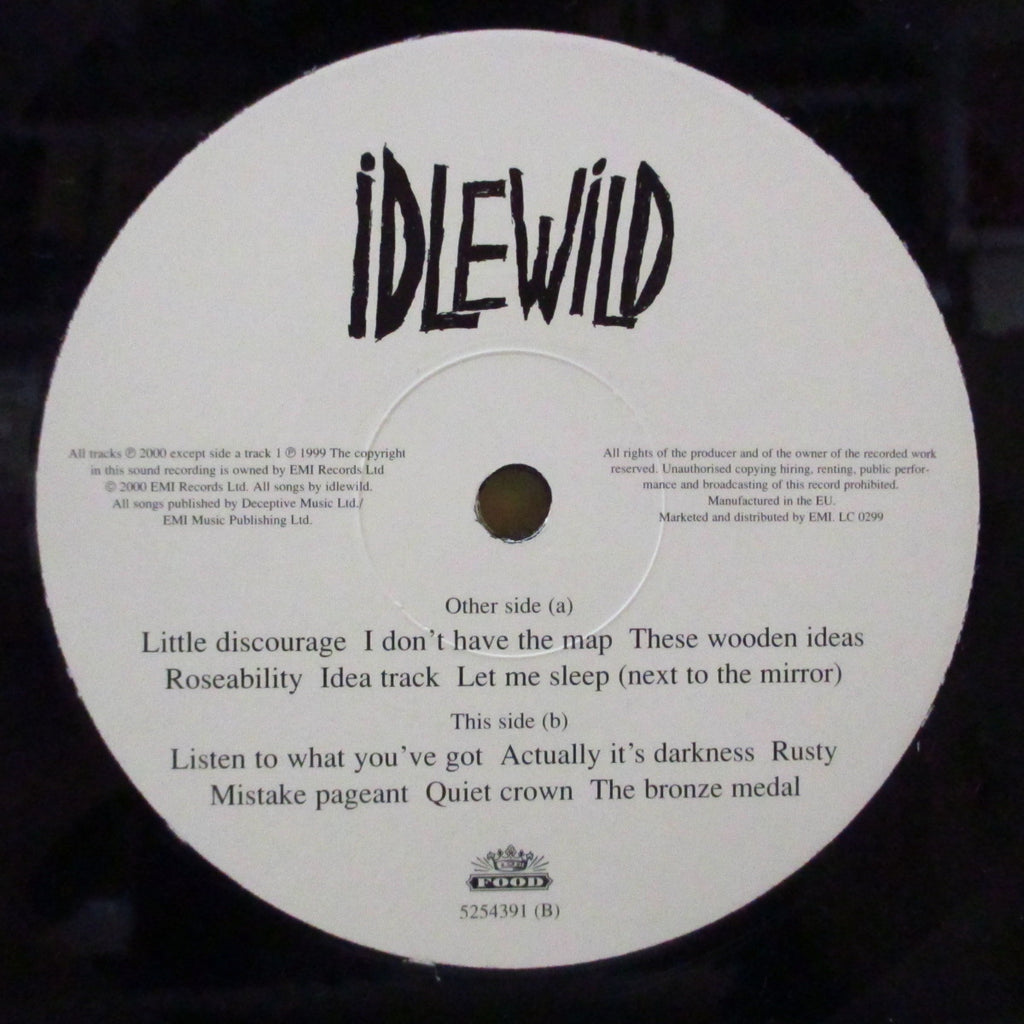 iDLEWiLD
All tracks ℗ 2000 except side a track 1 ℗ 1999 The copyright
in this sound recording is owned by EMI Records Ltd
© 2000 EMI Records Ltd. All songs by idlewild.
All songs published by Deceptive Music Ltd./
EMI Music Publishing Ltd.
All rights of the producer and of the owner of the recorded work
reserved. Unauthorised copying hiring, renting, public perfor-
mance and broadcasting of this record prohibited.
Manufactured in the EU.
Marketed and distributed by EMI. LC 0299
Other side (a)
Little discourage I don't have the map These wooden ideas
Roseability Idea track Let me sleep (next to the mirror)
This side (b)
Listen to what you've got Actually it's darkness Rusty
Mistake pageant Quiet crown The bronze medal
FOOD
5254391 (B)